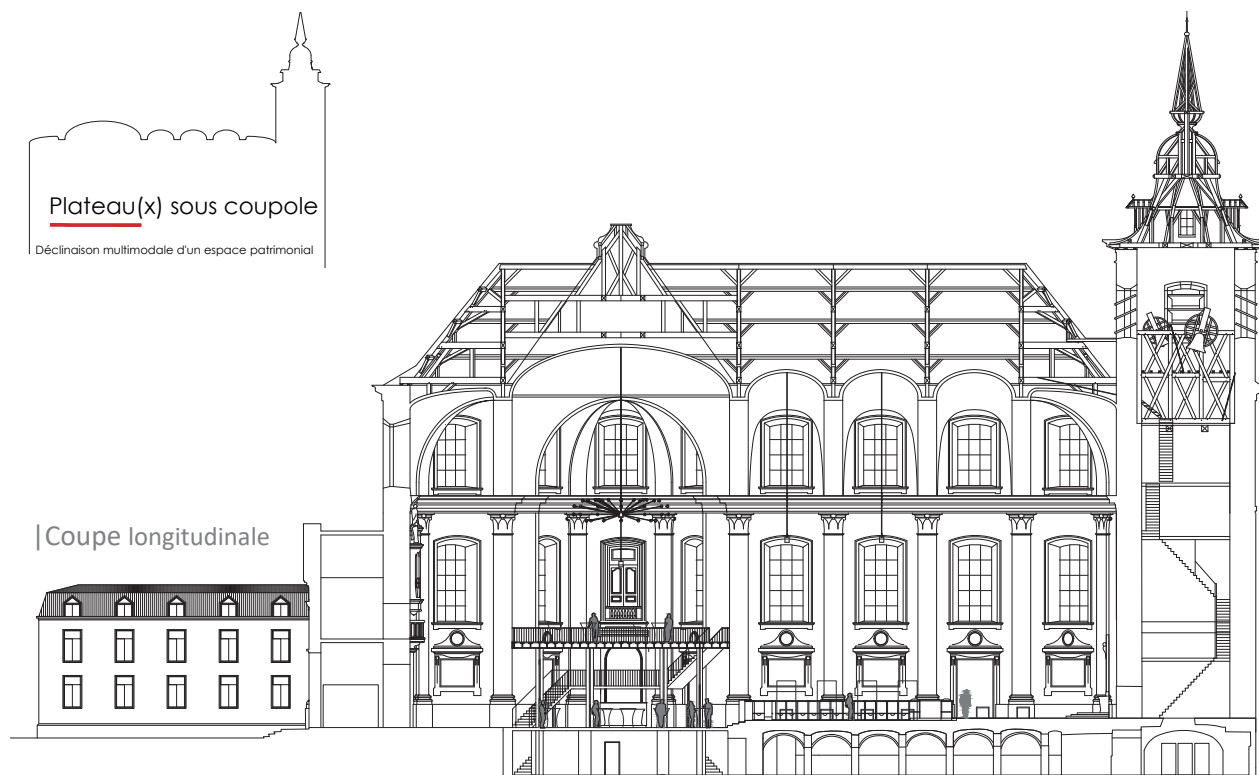 Plateau(x) sous coupole
Déclinaison multimodale d'un espace patrimonial
|Coupe longitudinale